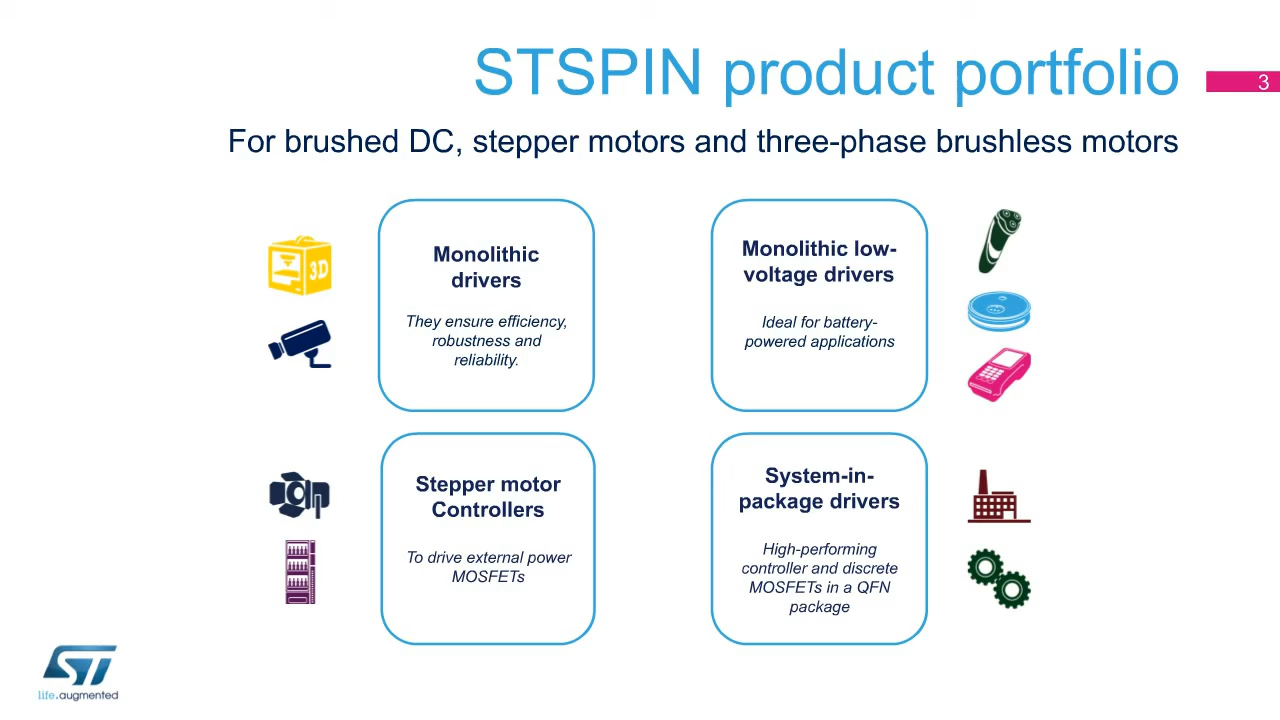 STSPIN product portfolio
3
For brushed DC, stepper motors and three-phase brushless motors
3D
Monolithic
drivers
They ensure efficiency,
robustness and
reliability.
Monolithic low-
voltage drivers
Ideal for battery-
powered applications
Stepper motor
Controllers
To drive external power
MOSFETs
System-in-
package drivers
High-performing
controller and discrete
MOSFETs in a QFN
package
ST
life.augmented